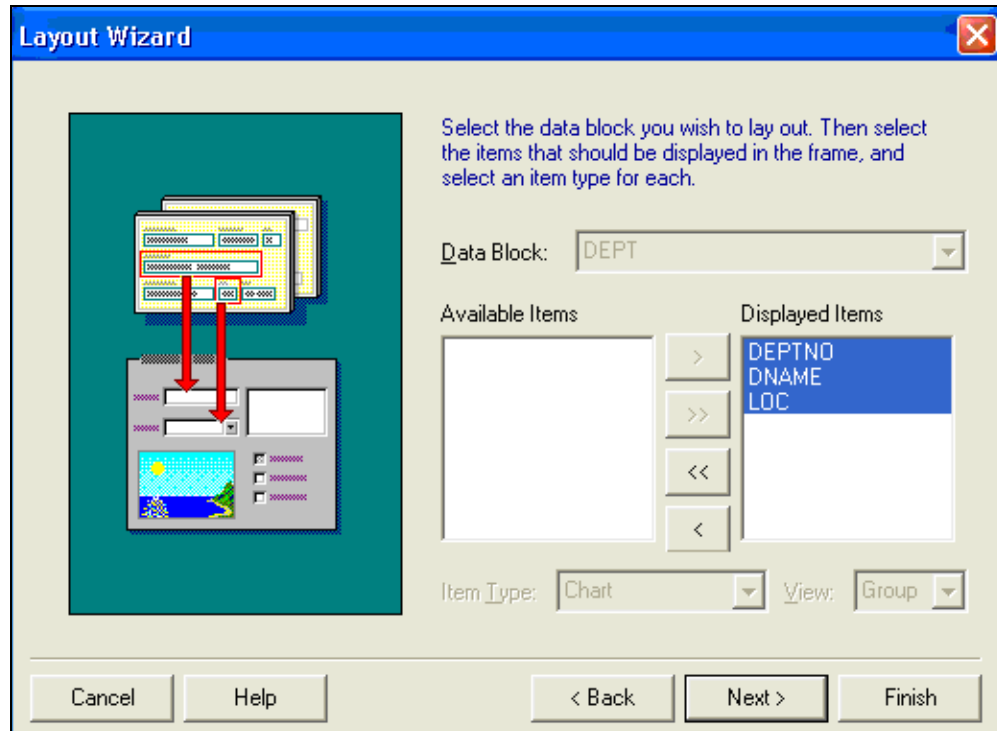 Layout Wizard
Select the data block you wish to lay out. Then select
the items that should be displayed in the frame, and
select an item type for each.
Data Block: DEPT
Available Items Displayed Items
DEPTNO
DNAME
LOC
>
>>
<<
<
Item Type: Chart View: Group
Cancel Help < Back Next > Finish